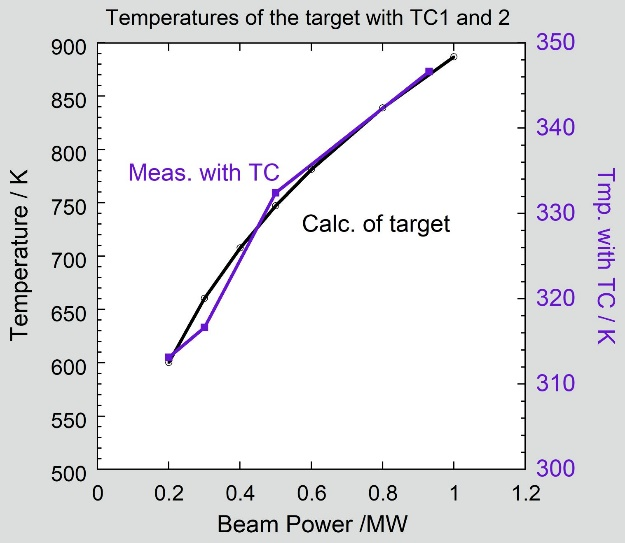 Temperatures of the target with TC1 and 2
900
850
800
750
700
650
600
550
500
350
340
330
320
310
300
Temperature / K
Tmp. with TC / K
Meas. with TC
Calc. of target
0 0.2 0.4 0.6 0.8 1 1.2
Beam Power /MW